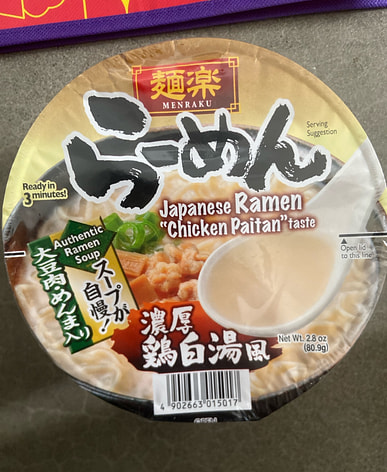 麺楽
MENRAKU
らーめん
Serving
Suggestion
Ready in
3 minutes!
Japanese Ramen
"Chicken Paitan" taste
Authentic
Ramen
Soup
スープが
自慢!
大豆肉めんま入り
Open lid
to this line
濃厚
鶏白湯風
Net Wt. 2.8 oz
(80.9g)
4 902663 015017